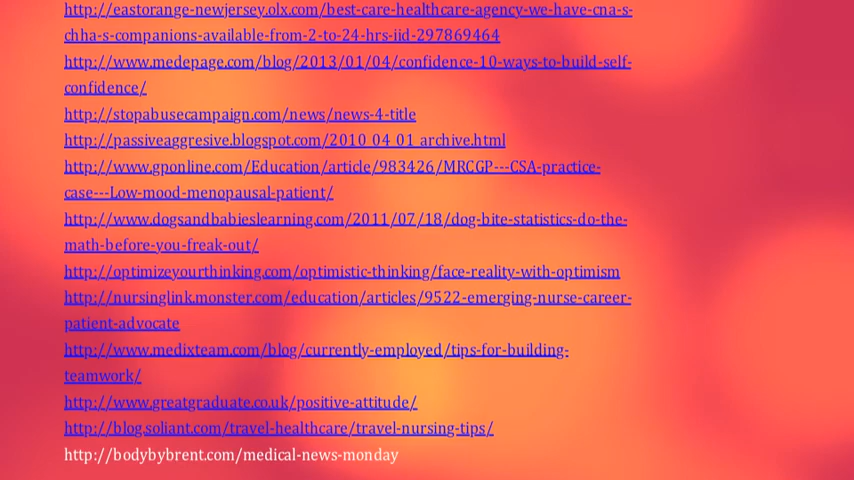 http://eastorange-newjersey.olx.com/best-care-healthcare-agency-we-have-cna-s-
chha-s-companions-available-from-2-to-24-hrs-iid-297869464
http://www.medepage.com/blog/2013/01/04/confidence-10-ways-to-build-self-
confidence/
http://stopabusecampaign.com/news/news-4-title
http://passiveaggresive.blogspot.com/2010_04_01_archive.html
http://www.gponline.com/Education/article/983426/MRCGP---CSA-practice-
case---Low-mood-menopausal-patient/
http://www.dogsandbabieslearning.com/2011/07/18/dog-bite-statistics-do-the-
math-before-you-freak-out/
http://optimizeyourthinking.com/optimistic-thinking/face-reality-with-optimism
http://nursinglink.monster.com/education/articles/9522-emerging-nurse-career-
patient-advocate
http://www.medixteam.com/blog/currently-employed/tips-for-building-
teamwork/
http://www.greatgraduate.co.uk/positive-attitude/
http://blog.soliant.com/travel-healthcare/travel-nursing-tips/
http://bodybybrent.com/medical-news-monday